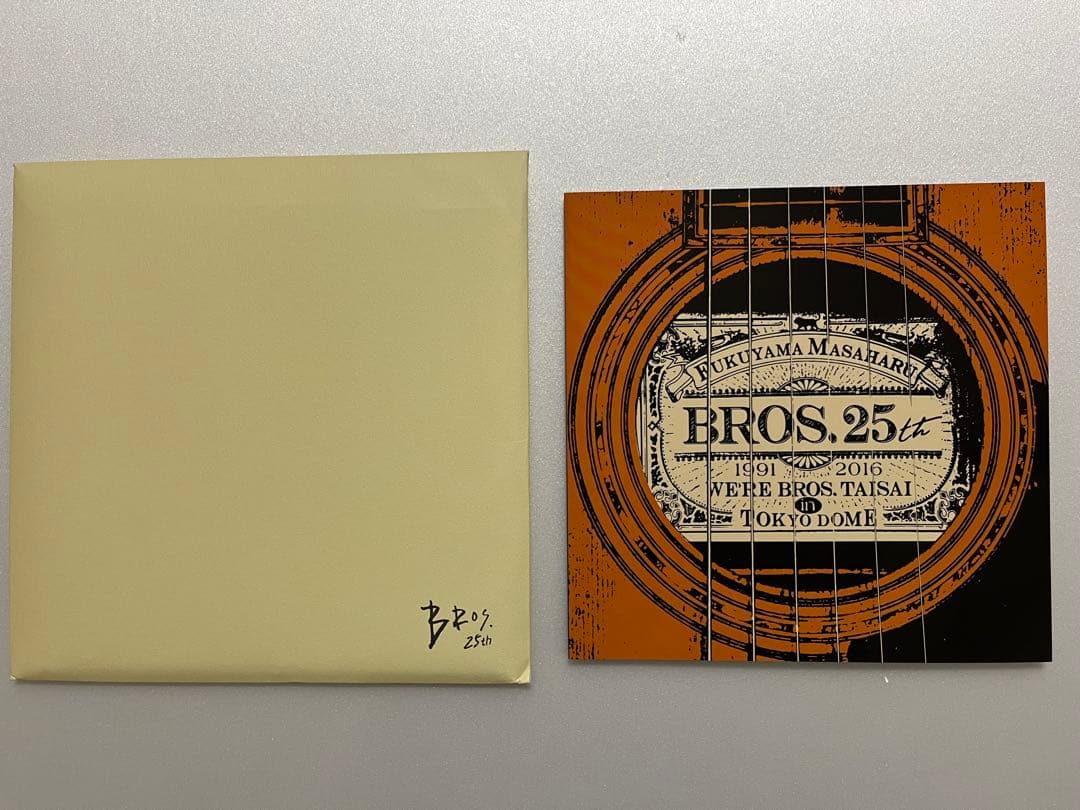 BROS.
25th
FUKUYAMA MASAHARU
BROS. 25th
1991 2016
WE'RE BROS. TAISAI
in
TOKYO DOME